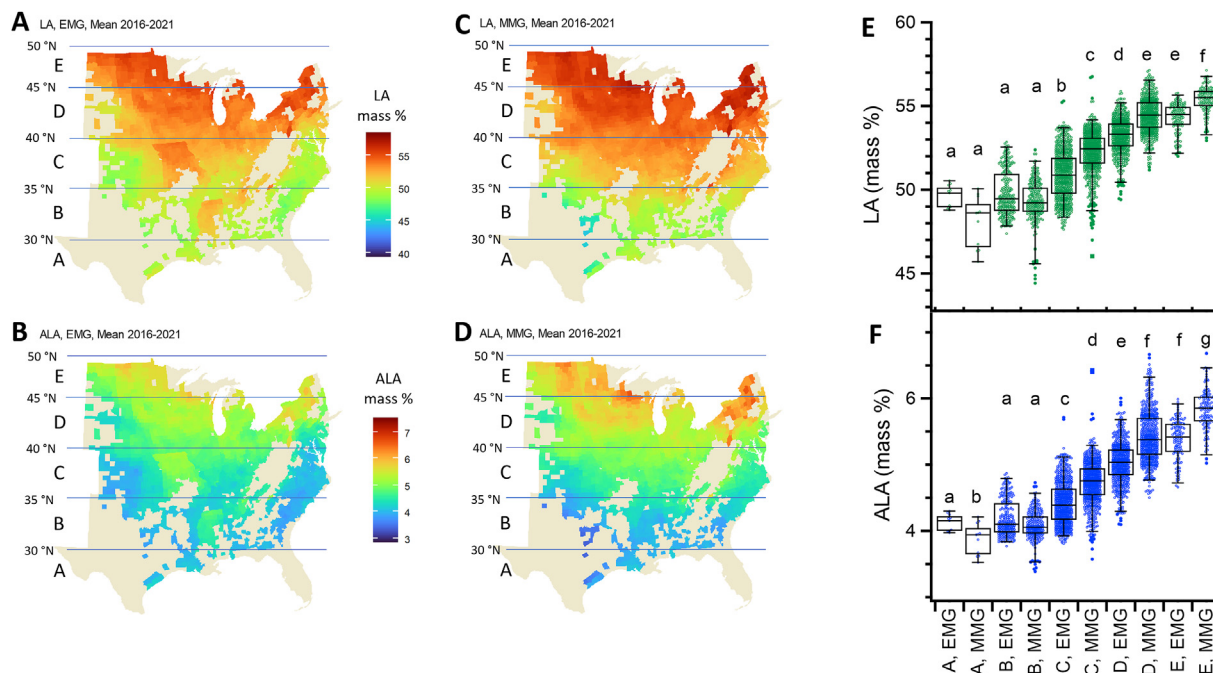 A
LA, EMG, Mean 2016-2021
50 °N
E
45 °N
D
40 °N
C
35 °N
B
30 °N
A
LA
mass %
55
50
45
40
B
ALA, EMG, Mean 2016-2021
50 °N
E
45 °N
D
40 °N
C
35 °N
B
30 °N
A
ALA
mass %
7
6
5
4
3
C
LA, MMG, Mean 2016-2021
50 °N
E
45 °N
D
40 °N
C
35 °N
B
30 °N
A
D
ALA, MMG, Mean 2016-2021
50 °N
E
45 °N
D
40 °N
C
35 °N
B
30 °N
A
E
LA (mass %)
60
55
50
45
a
a
a
a
b
c
d
e
e
f
F
ALA (mass %)
6
4
a
b
a
a
c
d
e
f
f
g
A, EMG
A, MMG
B, EMG
B, MMG
C, EMG
C, MMG
D, EMG
D, MMG
E, EMG
E, MMG